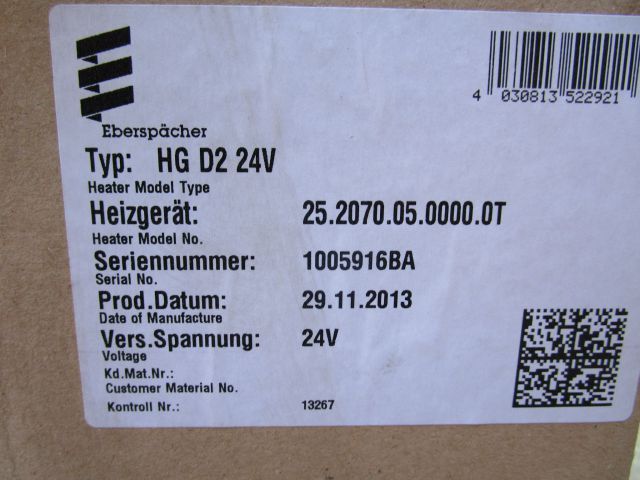 4 030813 522921
Eberspächer
Typ: HG D2 24V
Heater Model Type
Heizgerät: 25.2070.05.0000.0T
Heater Model No.
Seriennummer: 1005916BA
Serial No.
Prod.Datum: 29.11.2013
Date of Manufacture
Vers.Spannung: 24V
Voltage
Kd.Mat.Nr.:
Customer Material No.
Kontroll Nr.: 13267